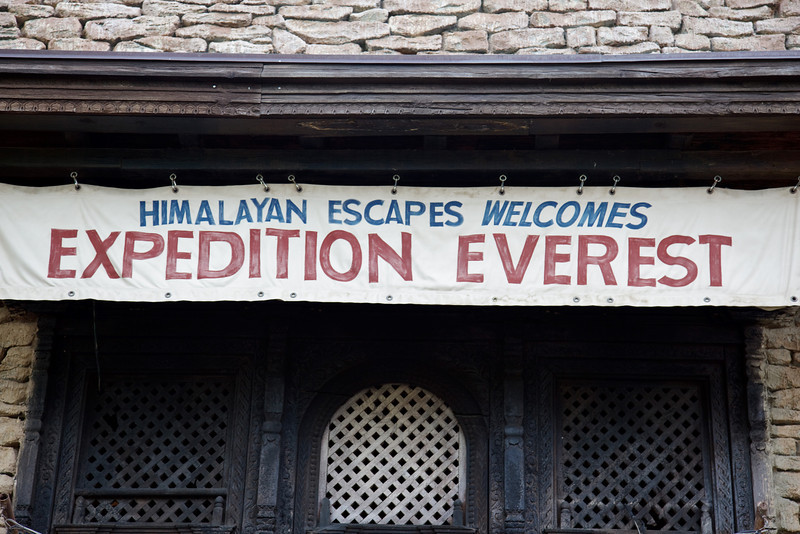 HIMALAYAN ESCAPES WELCOMES
EXPEDITION EVEREST